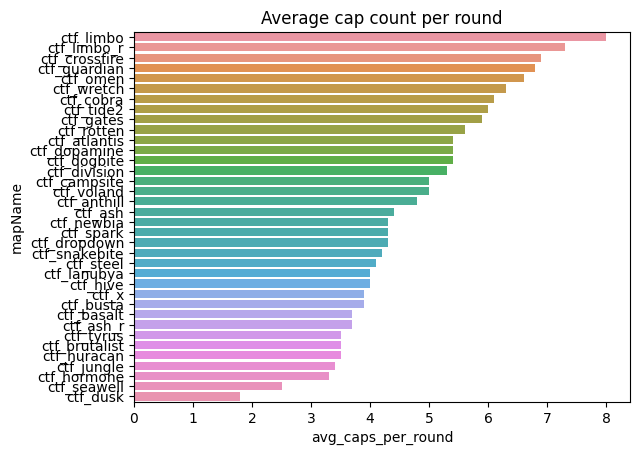 Average cap count per round
ctf_limbo
ctf_limbo_r
ctf_crossfire
ctf_guardian
ctf_omen
ctf_wretch
ctf_cobra
ctf_tide2
ctf_gates
ctf_rotten
ctf_atlantis
ctf_dopamine
ctf_dogbite
ctf_division
ctf_campsite
ctf_voland
ctf_anthill
ctf_ash
ctf_newbia
ctf_spark
ctf_dropdown
ctf_snakebite
ctf_steel
ctf_lanubya
ctf_hive
ctf_x
ctf_busta
ctf_basalt
ctf_ash_r
ctf_tyrus
ctf_brutalist
ctf_huracan
ctf_jungle
ctf_hormone
ctf_seawell
ctf_dusk
mapName
0 1 2 3 4 5 6 7 8
avg_caps_per_round